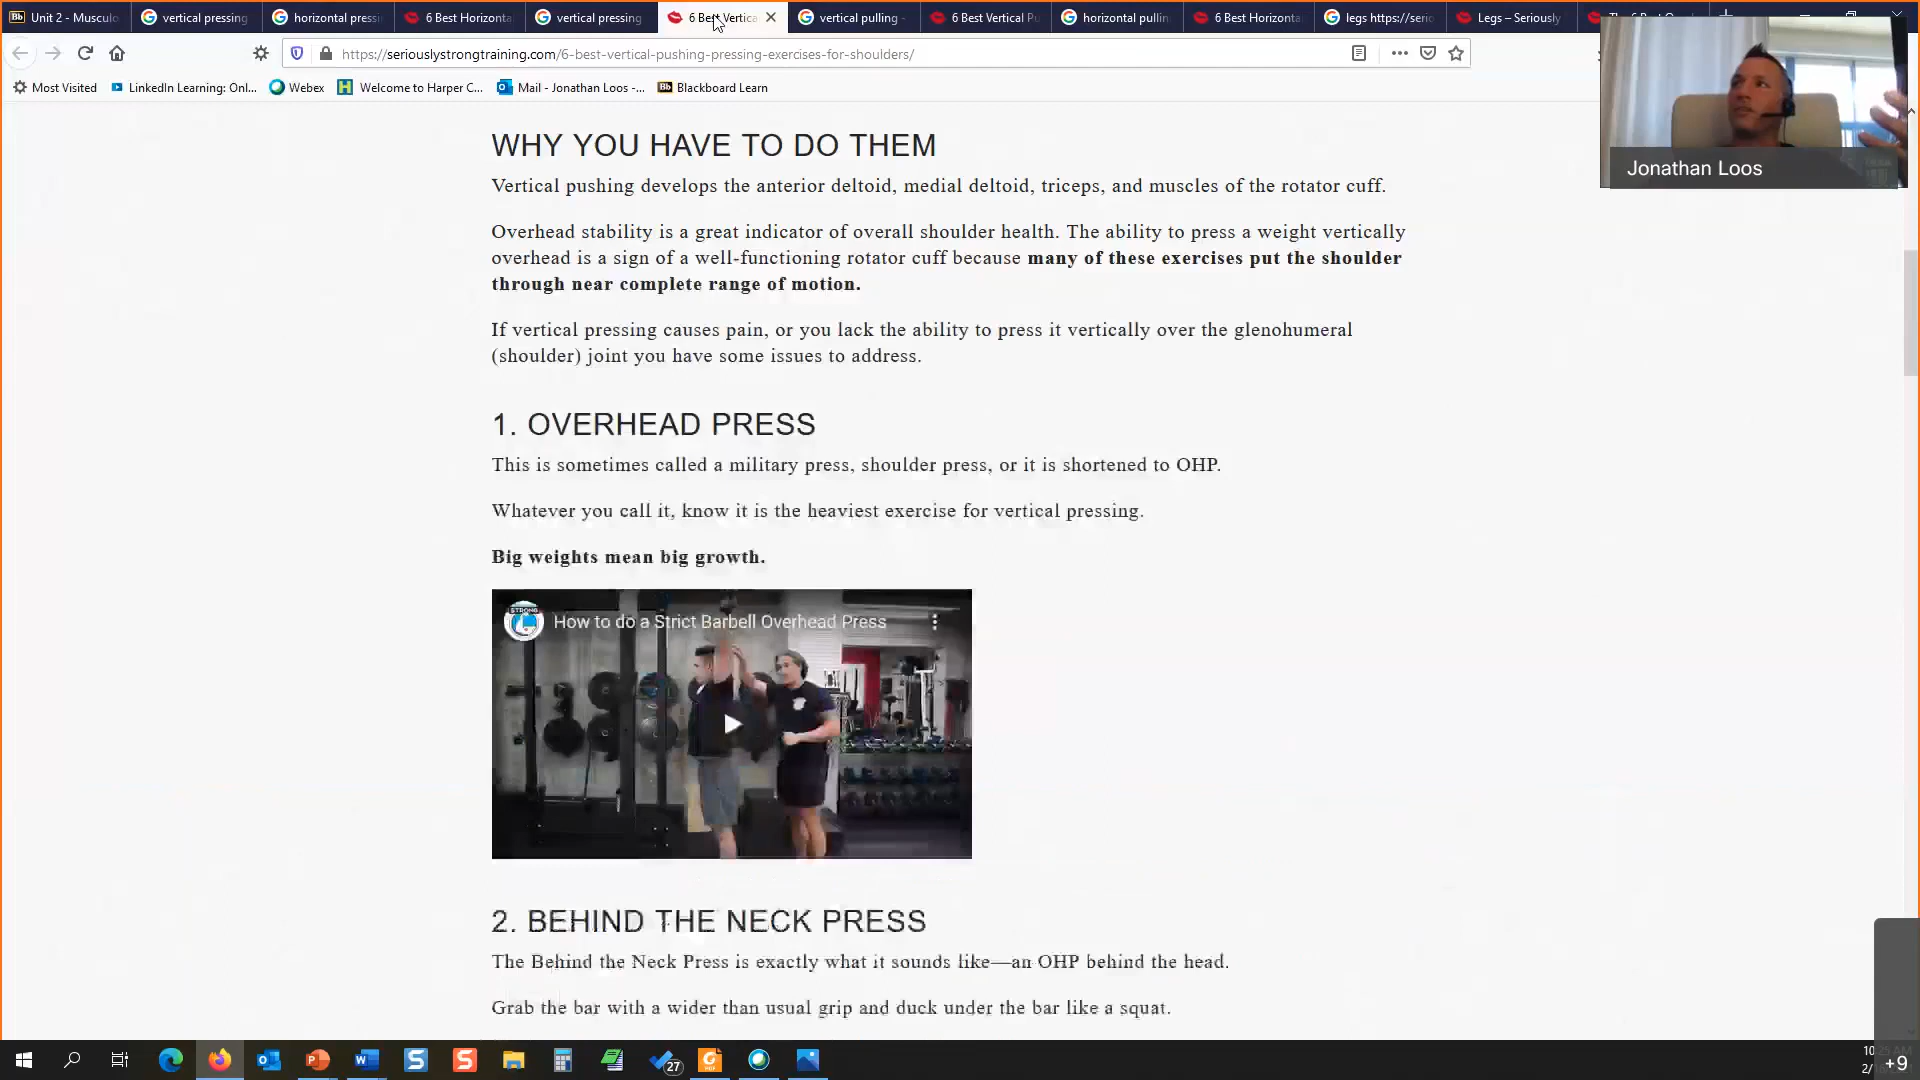 Unit 2 - Musculo
vertical pressing
horizontal pressi
6 Best Horizonta
vertical pressing
6 Best Vertica
vertical pulling -
6 Best Vertical Pu
horizontal pullin
6 Best Horizonta
legs https://serio
Legs – Seriously
https://seriouslystrongtraining.com/6-best-vertical-pushing-pressing-exercises-for-shoulders/
Most Visited
LinkedIn Learning: Onl...
Webex
Welcome to Harper C...
Mail - Jonathan Loos -...
Blackboard Learn
Jonathan Loos
WHY YOU HAVE TO DO THEM
Vertical pushing develops the anterior deltoid, medial deltoid, triceps, and muscles of the rotator cuff.
Overhead stability is a great indicator of overall shoulder health. The ability to press a weight vertically
overhead is a sign of a well-functioning rotator cuff because many of these exercises put the shoulder
through near complete range of motion.
If vertical pressing causes pain, or you lack the ability to press it vertically over the glenohumeral
(shoulder) joint you have some issues to address.
1. OVERHEAD PRESS
This is sometimes called a military press, shoulder press, or it is shortened to OHP.
Whatever you call it, know it is the heaviest exercise for vertical pressing.
Big weights mean big growth.
STRONG
How to do a Strict Barbell Overhead Press
2. BEHIND THE NECK PRESS
The Behind the Neck Press is exactly what it sounds like—an OHP behind the head.
Grab the bar with a wider than usual grip and duck under the bar like a squat.
27
+9